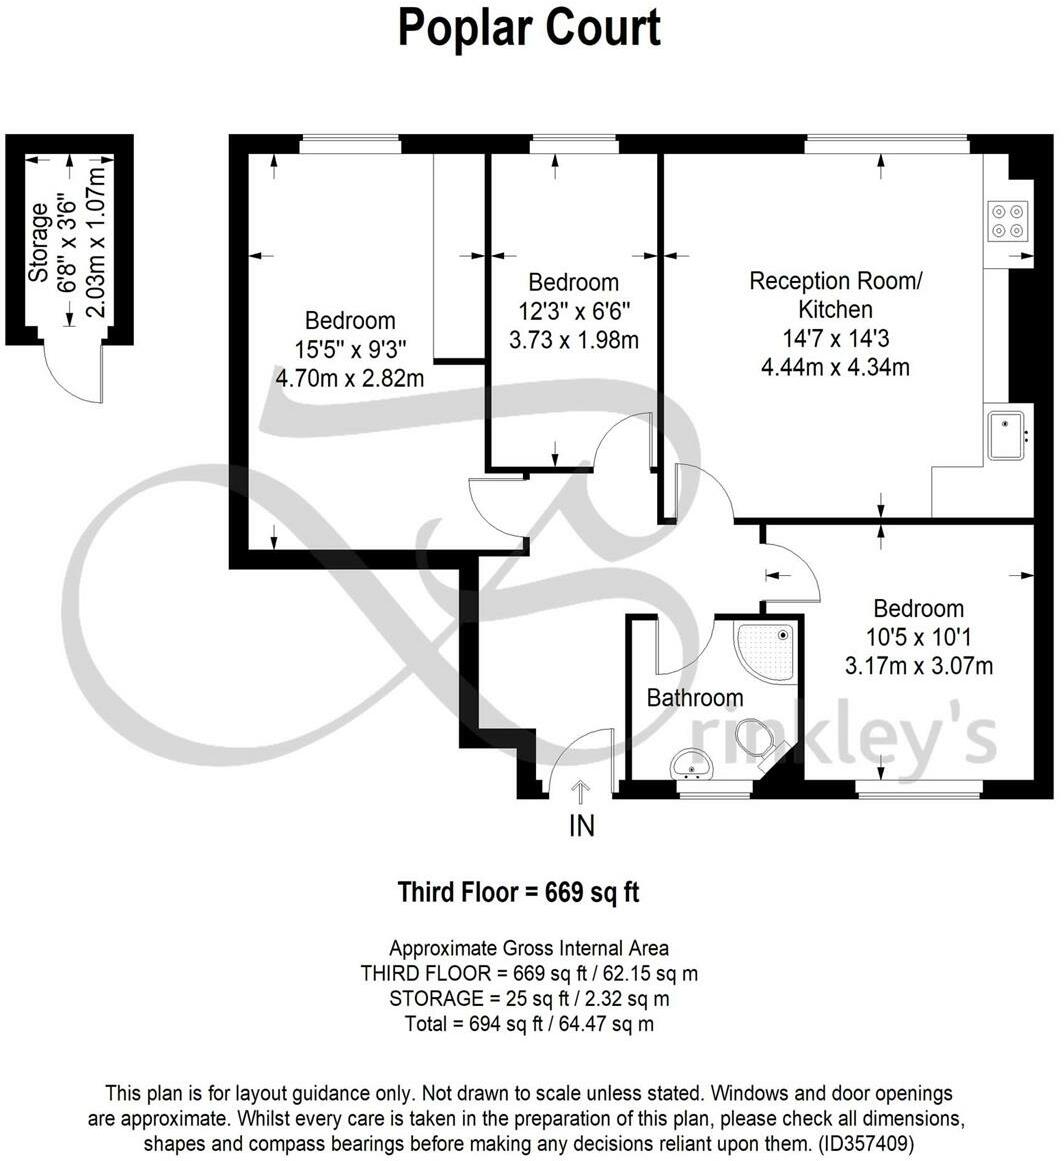 Poplar Court
Storage
6'8" x 3'6"
2.03m x 1.07m
Bedroom
15'5" x 9'3"
4.70m x 2.82m
Bedroom
12'3" x 6'6"
3.73 x 1.98m
Reception Room/
Kitchen
14'7 x 14'3
4.44m x 4.34m
Bedroom
10'5 x 10'1
3.17m x 3.07m
Bathroom
Brinkley's
IN
Third Floor = 669 sq ft
Approximate Gross Internal Area
THIRD FLOOR = 669 sq ft / 62.15 sq m
STORAGE = 25 sq ft / 2.32 sq m
Total = 694 sq ft / 64.47 sq m
This plan is for layout guidance only. Not drawn to scale unless stated. Windows and door openings
are approximate. Whilst every care is taken in the preparation of this plan, please check all dimensions,
shapes and compass bearings before making any decisions reliant upon them. (ID357409)